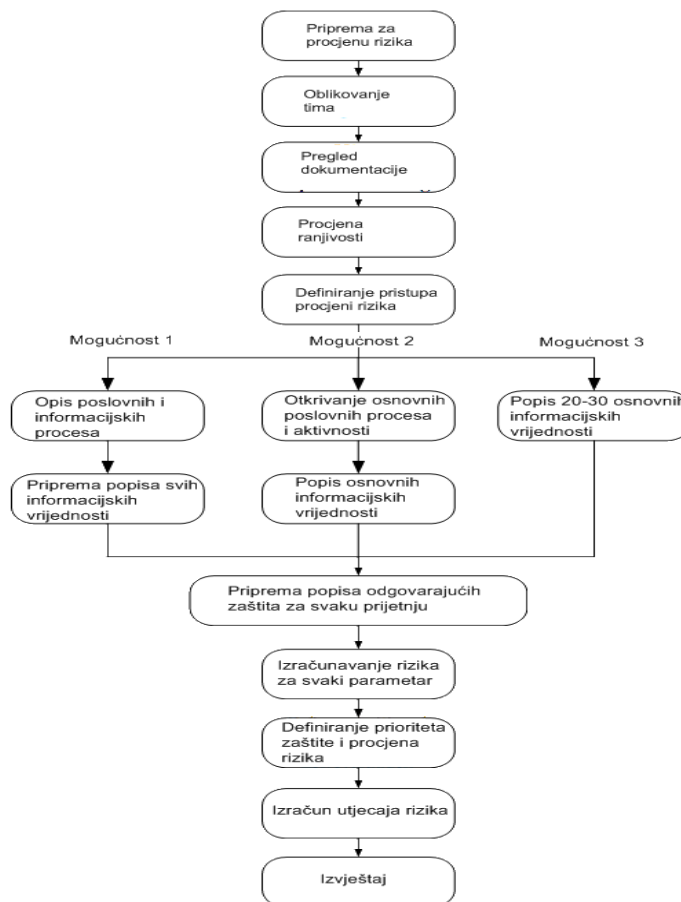 Priprema za
procjenu rizika
Oblikovanje
tima
Pregled
dokumentacije
Procjena
ranjivosti
Definiranje pristupa
procjeni rizika
Mogućnost 1
Mogućnost 2
Mogućnost 3
Opis poslovnih i
informacijskih
procesa
Otkrivanje osnovnih
poslovnih procesa
i aktivnosti
Popis 20-30 osnovnih
informacijskih
vrijednosti
Priprema popisa svih
informacijskih
vrijednosti
Popis osnovnih
informacijskih
vrijednosti
Priprema popisa odgovarajućih
zaštita za svaku prijetnju
Izračunavanje rizika
za svaki parametar
Definiranje prioriteta
zaštite i procjena
rizika
Izračun utjecaja rizika
Izvještaj